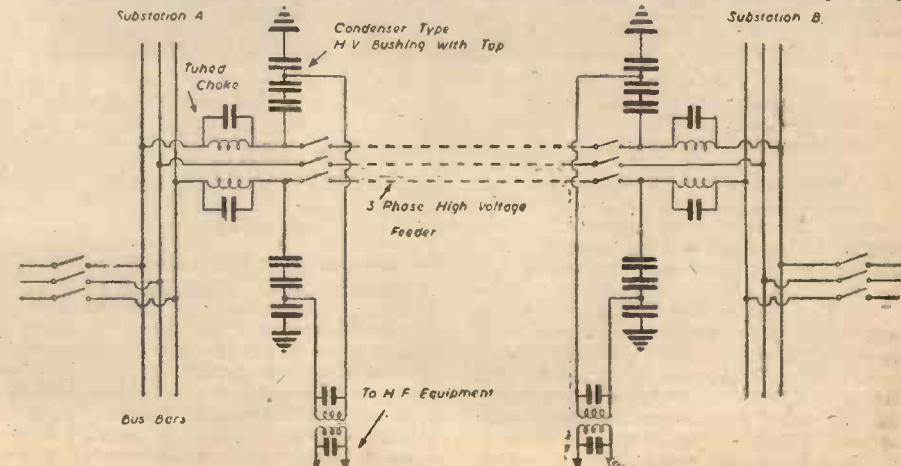 Substation A
Substation B.
Condenser Type
H V Bushing with Tap
Tuned
Choke
3 Phase High Voltage
Feeder
To H F Equipment
Bus Bars